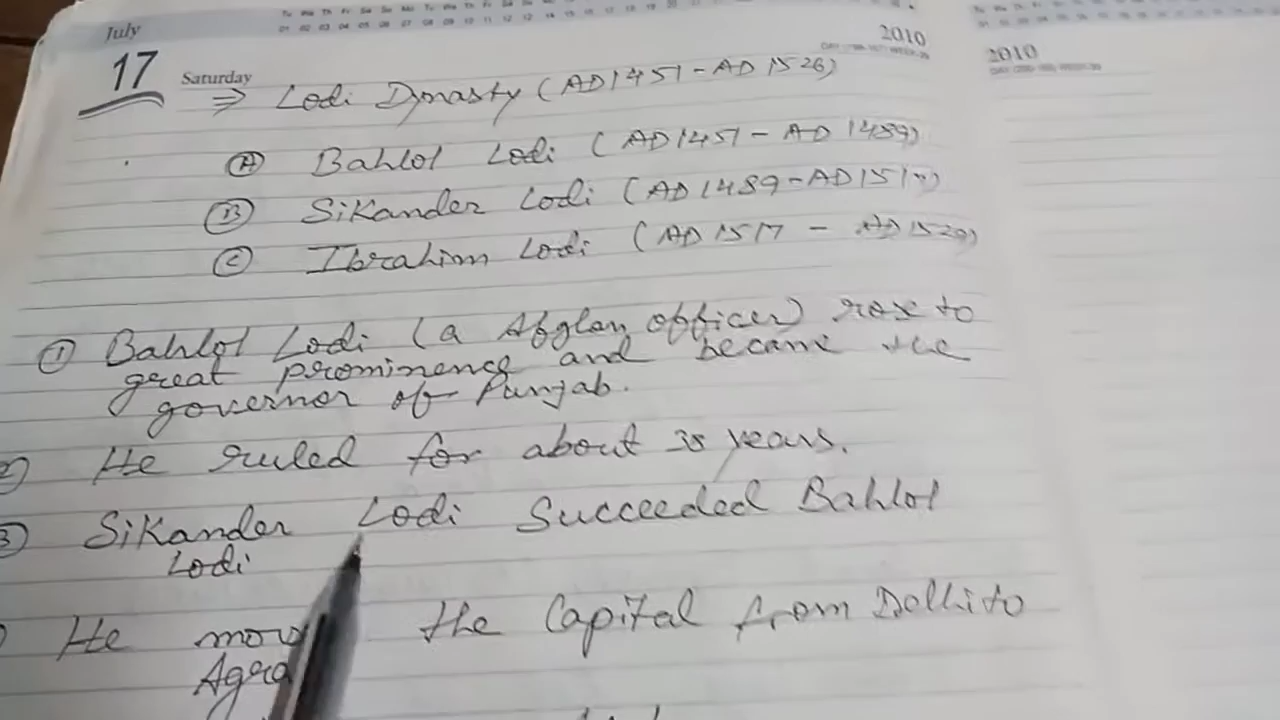 July
2010
17 Saturday
2010
⇒ Lodi Dynasty (AD 1451 - AD 1526)
(A) Bahlol Lodi (AD 1451 - AD 1489)
(B) Sikander Lodi (AD 1489 - AD 1517)
(C) Ibrahim Lodi (AD 1517 - AD 1526)
(1) Bahlol Lodi (a Afglan officer) rose to
great prominence and became the
governor of Punjab.
2) He ruled for about 38 years.
3) Sikander Lodi Succeeded Bahlol
Lodi
He the Capital from Delhi to
Agra